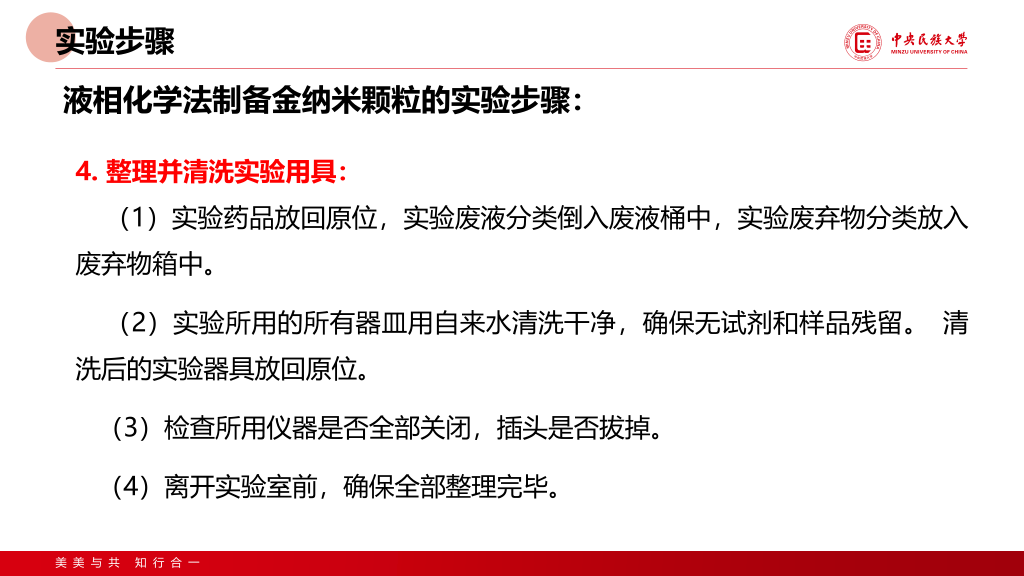 实验步骤
中央民族大学
MINZU UNIVERSITY OF CHINA
液相化学法制备金纳米颗粒的实验步骤：
4. 整理并清洗实验用具：
（1）实验药品放回原位，实验废液分类倒入废液桶中，实验废弃物分类放入
废弃物箱中。
（2）实验所用的所有器皿用自来水清洗干净，确保无试剂和样品残留。 清
洗后的实验器具放回原位。
（3）检查所用仪器是否全部关闭，插头是否拔掉。
（4）离开实验室前，确保全部整理完毕。
美美与共 知行合一